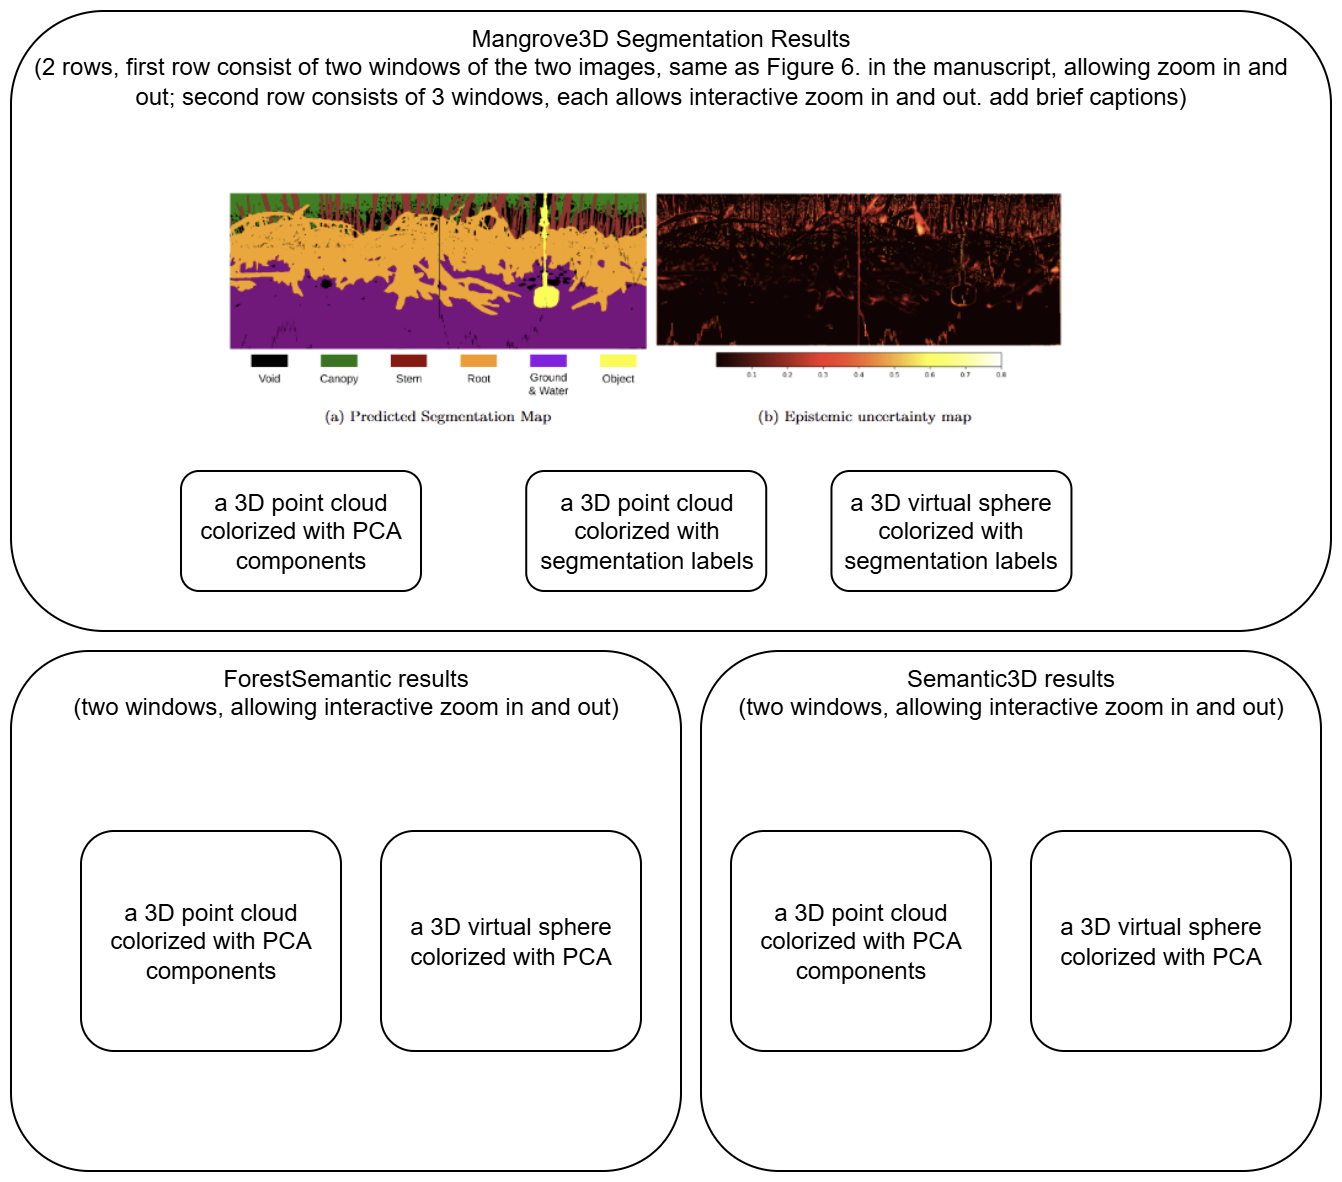 Mangrove3D Segmentation Results
(2 rows, first row consist of two windows of the two images, same as Figure 6. in the manuscript, allowing zoom in and
out; second row consists of 3 windows, each allows interactive zoom in and out. add brief captions)
Void
Canopy
Stem
Root
Ground
& Water
Object
(a) Predicted Segmentation Map
0.1 0.2 0.3 0.4 0.5 0.6 0.7 0.8
(b) Epistemic uncertainty map
a 3D point cloud
colorized with PCA
components
a 3D point cloud
colorized with
segmentation labels
a 3D virtual sphere
colorized with
segmentation labels
ForestSemantic results
(two windows, allowing interactive zoom in and out)
a 3D point cloud
colorized with PCA
components
a 3D virtual sphere
colorized with PCA
Semantic3D results
(two windows, allowing interactive zoom in and out)
a 3D point cloud
colorized with PCA
components
a 3D virtual sphere
colorized with PCA